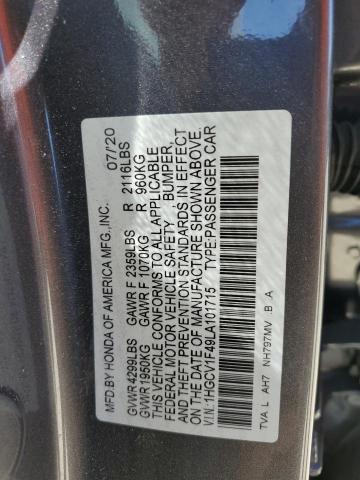 MFD.BY HONDA OF AMERICA MFG.,INC. 07/'20
GVWR 4299LBS GAWR F 2359LBS R 2116LBS
GVWR 1950KG GAWR F 1070KG R 960KG
THIS VEHICLE CONFORMS TO ALL APPLICABLE
FEDERAL MOTOR VEHICLE SAFETY, BUMPER,
AND THEFT PREVENTION STANDARDS IN EFFECT
ON THE DATE OF MANUFACTURE SHOWN ABOVE.
V.I.N:1HGCV1F49LA101715 TYPE:PASSENGER CAR
TVA L AH7 NH797MV .B .A